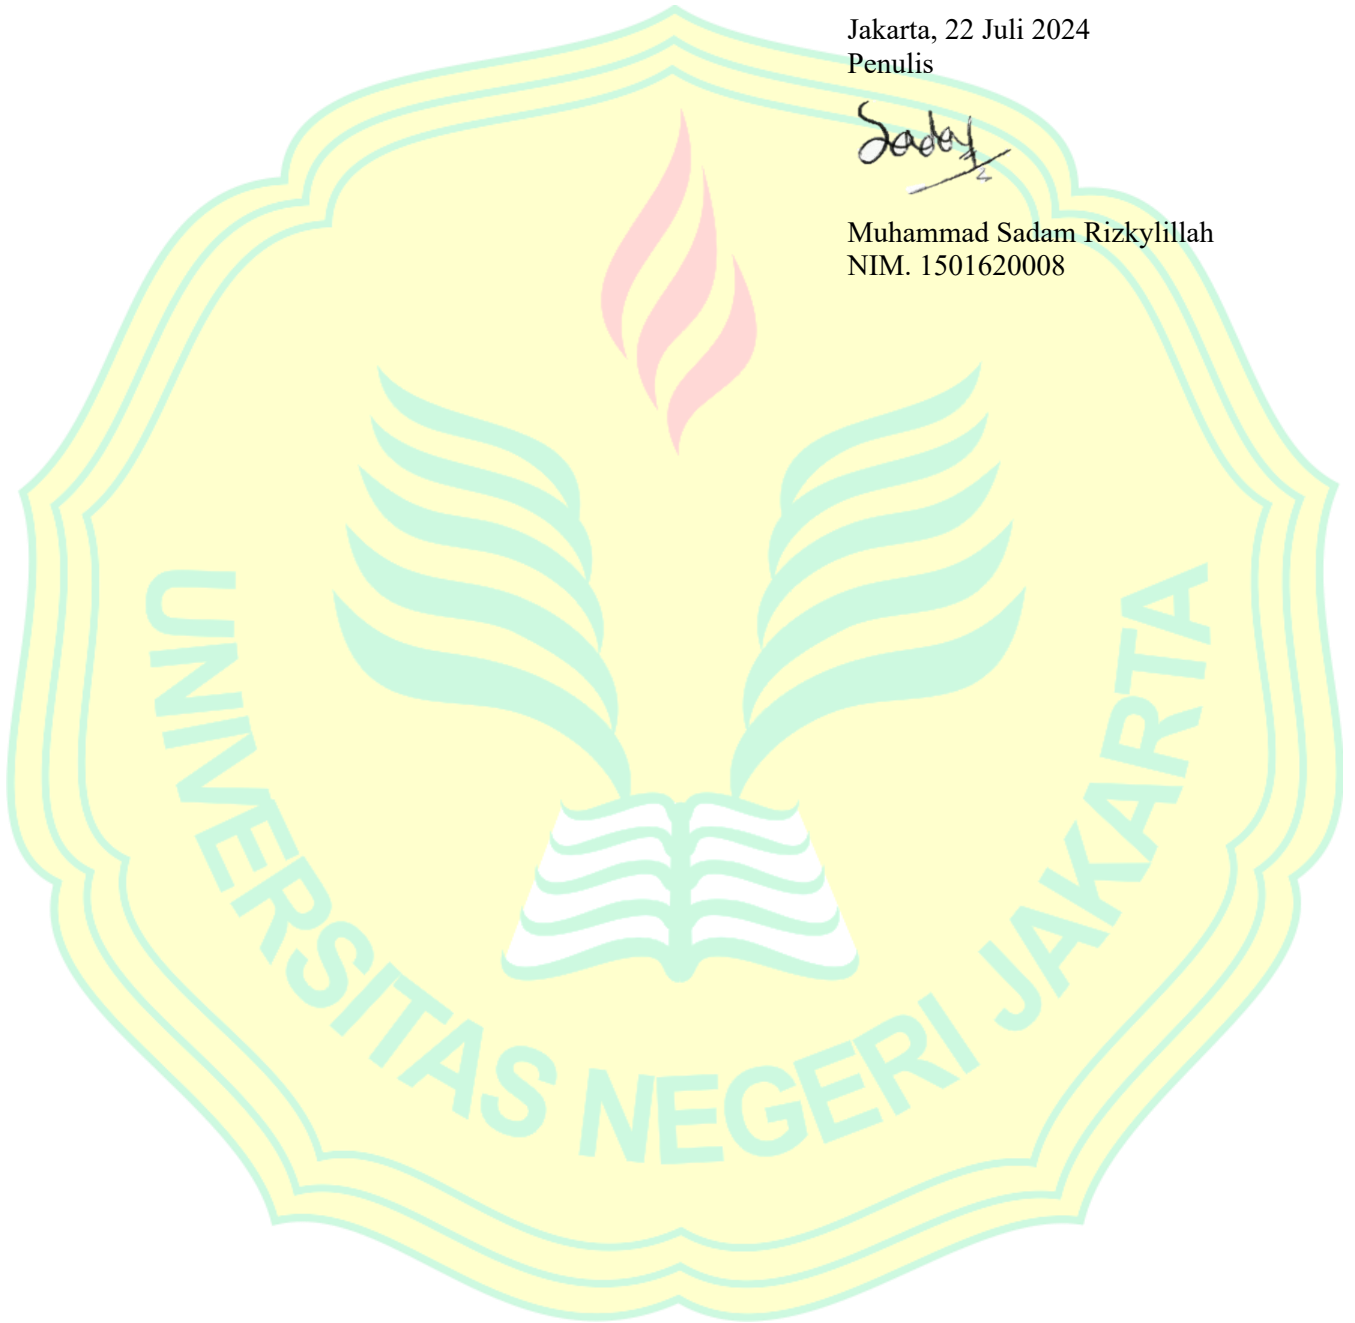 Jakarta, 22 Juli 2024
Penulis
Muhammad Sadam Rizkylillah
NIM. 1501620008
UNIVERSITAS NEGERI JAKARTA